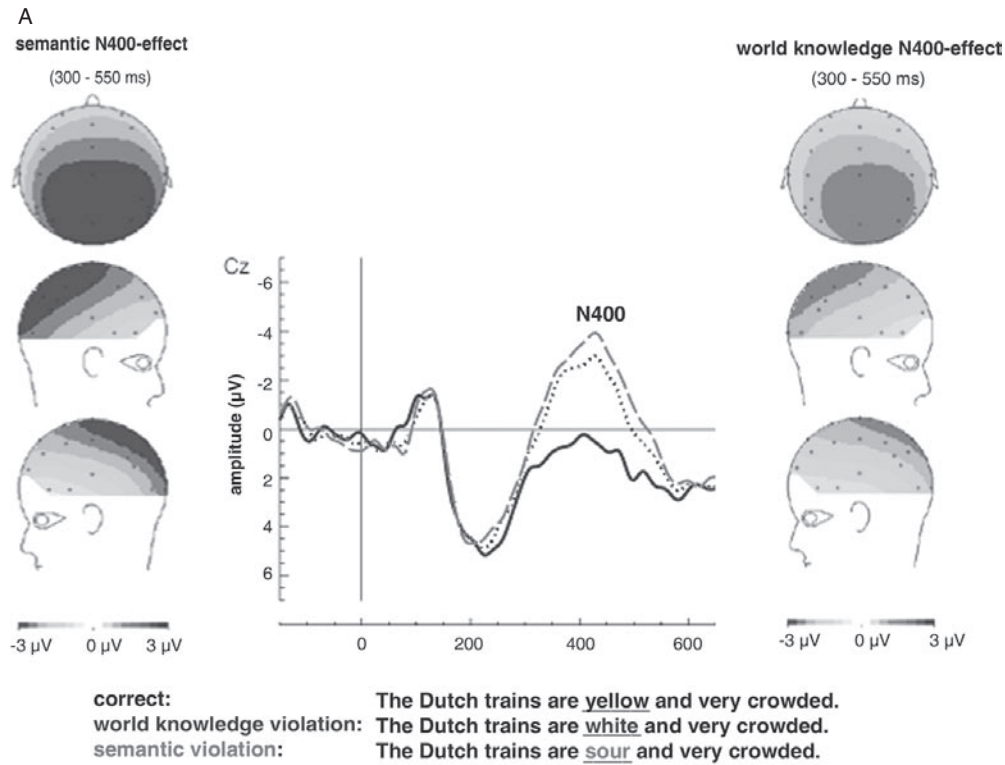 A
semantic N400-effect
(300 - 550 ms)
world knowledge N400-effect
(300 - 550 ms)
Cz
N400
amplitude (µV)
-6
-4
-2
0
2
4
6
0
200
400
600
-3 µV 0 µV 3 µV
-3 µV 0 µV 3 µV
correct: The Dutch trains are yellow and very crowded.
world knowledge violation: The Dutch trains are white and very crowded.
semantic violation: The Dutch trains are sour and very crowded.